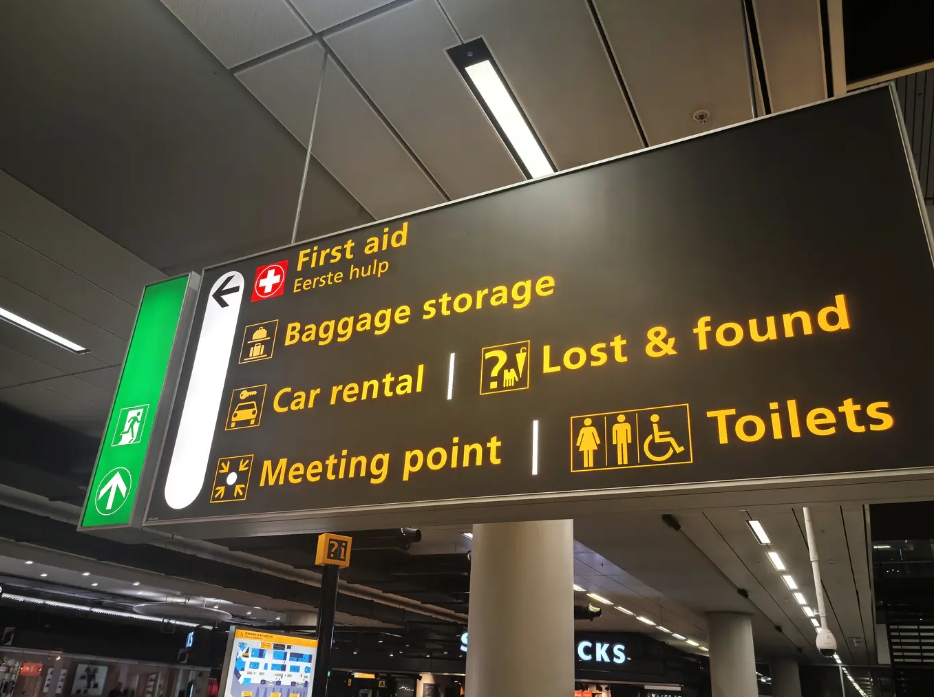 First aid
Eerste hulp
Baggage storage
Car rental
Lost & found
Meeting point
Toilets
?i
CKS